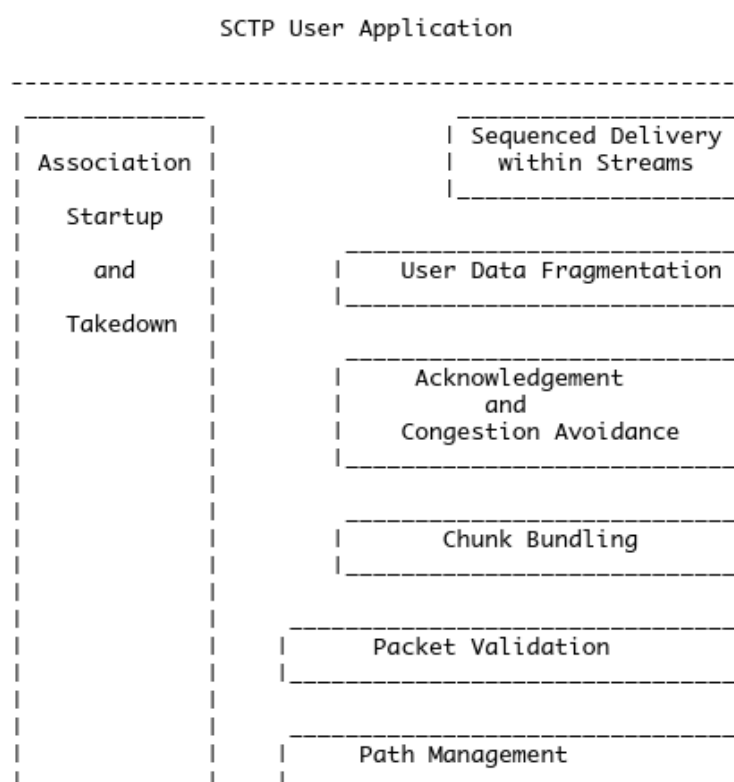 SCTP User Application
Sequenced Delivery
Association within Streams
Startup
and User Data Fragmentation
Takedown
Acknowledgement
and
Congestion Avoidance
Chunk Bundling
Packet Validation
Path Management